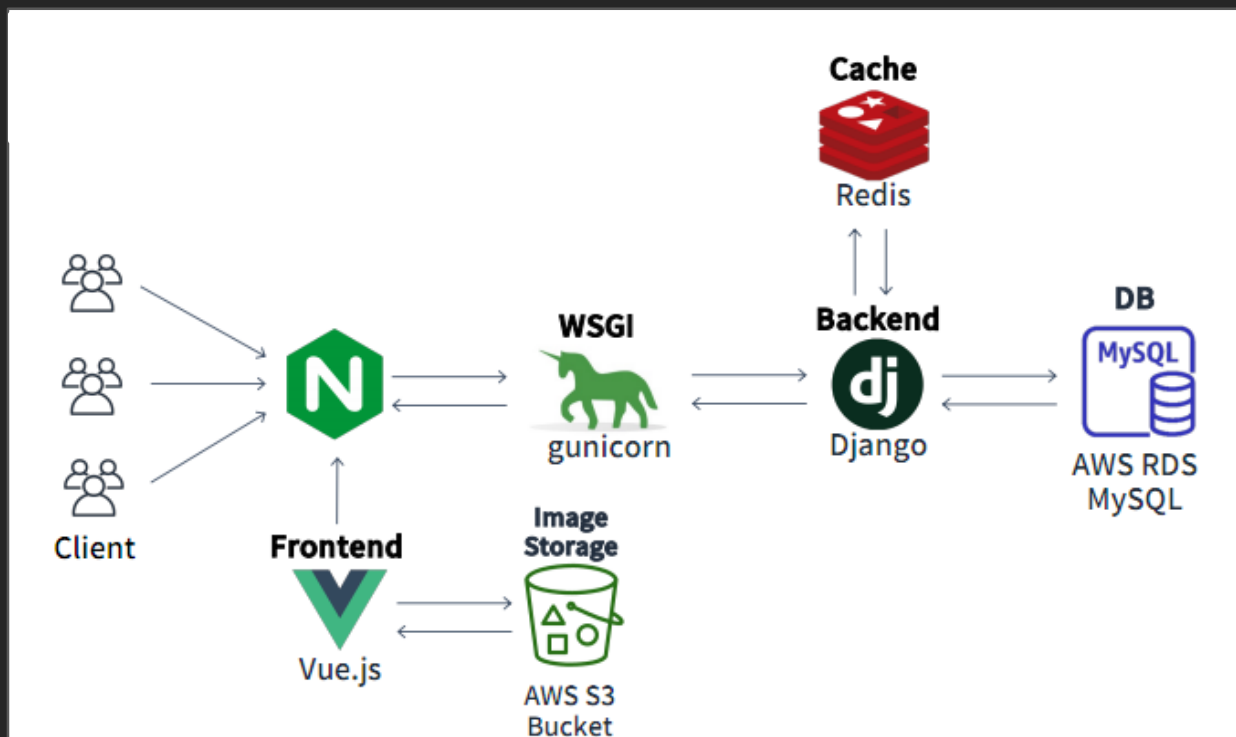 Cache
Redis
Client
N
WSGI
gunicorn
Backend
dj
Django
DB
MySQL
AWS RDS
MySQL
Frontend
Vue.js
Image
Storage
AWS S3
Bucket